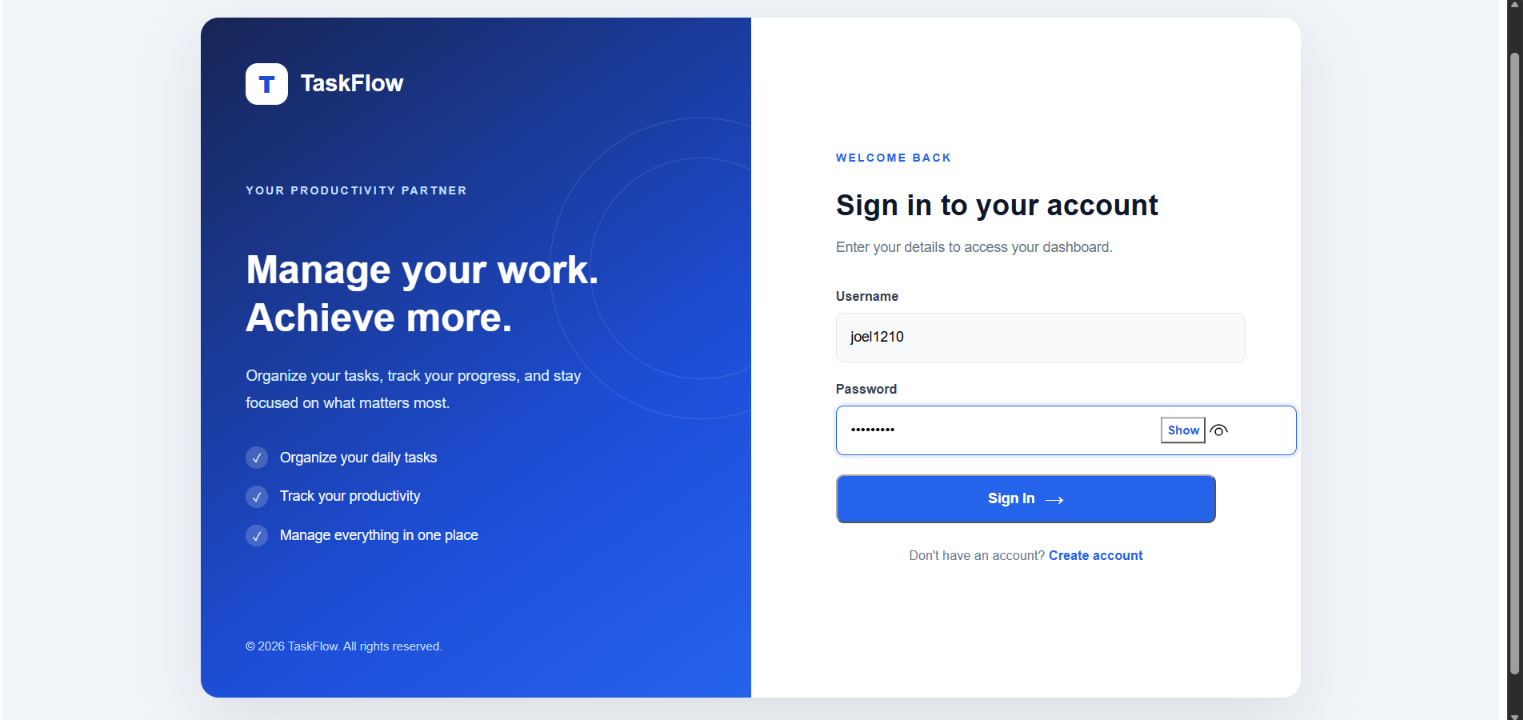 T
TaskFlow
YOUR PRODUCTIVITY PARTNER
Manage your work.
Achieve more.
Organize your tasks, track your progress, and stay
focused on what matters most.
✓ Organize your daily tasks
✓ Track your productivity
✓ Manage everything in one place
© 2026 TaskFlow. All rights reserved.
WELCOME BACK
Sign in to your account
Enter your details to access your dashboard.
Username
joel1210
Password
•••••••••
Show
Sign In →
Don't have an account? Create account